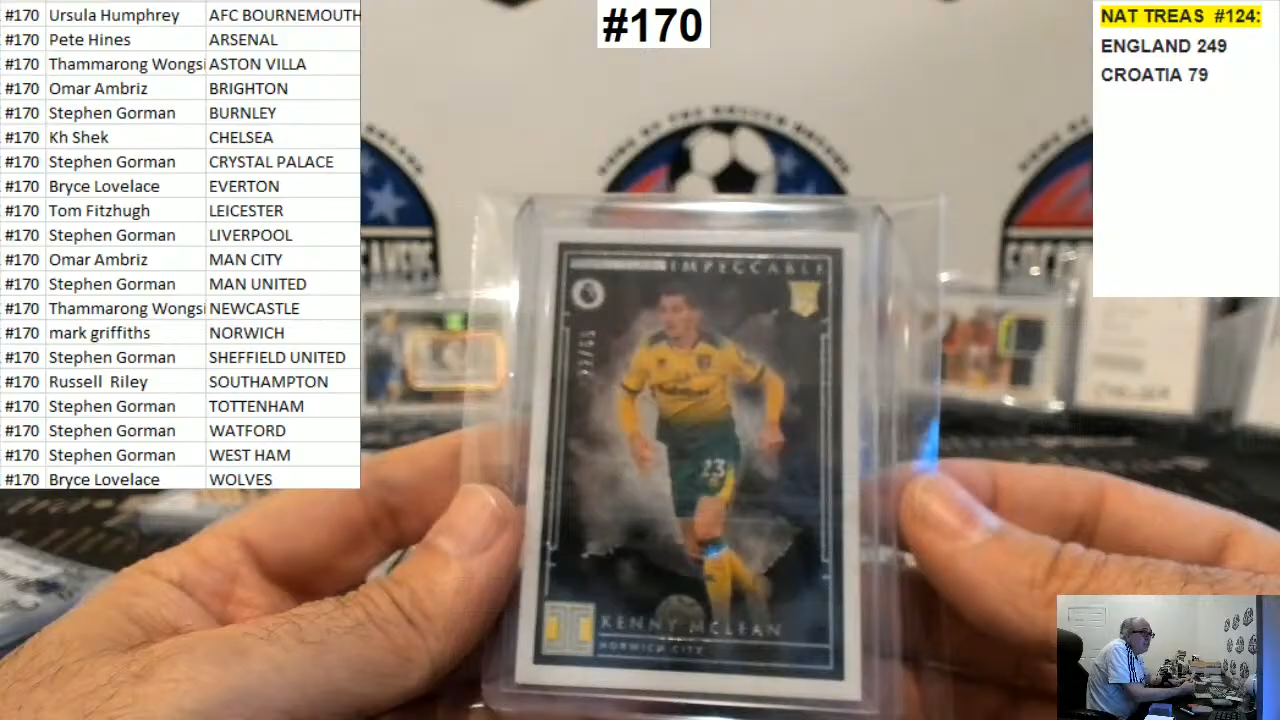 #170 Ursula Humphrey AFC BOURNEMOUTH
#170 Pete Hines ARSENAL
#170 Thammarong Wongsi ASTON VILLA
#170 Omar Ambriz BRIGHTON
#170 Stephen Gorman BURNLEY
#170 Kh Shek CHELSEA
#170 Stephen Gorman CRYSTAL PALACE
#170 Bryce Lovelace EVERTON
#170 Tom Fitzhugh LEICESTER
#170 Stephen Gorman LIVERPOOL
#170 Omar Ambriz MAN CITY
#170 Stephen Gorman MAN UNITED
#170 Thammarong Wongsi NEWCASTLE
#170 mark griffiths NORWICH
#170 Stephen Gorman SHEFFIELD UNITED
#170 Russell Riley SOUTHAMPTON
#170 Stephen Gorman TOTTENHAM
#170 Stephen Gorman WATFORD
#170 Stephen Gorman WEST HAM
#170 Bryce Lovelace WOLVES
#170
NAT TREAS #124:
ENGLAND 249
CROATIA 79
IMPECCABLE
23
KENNY MCLEAN
NORWICH CITY